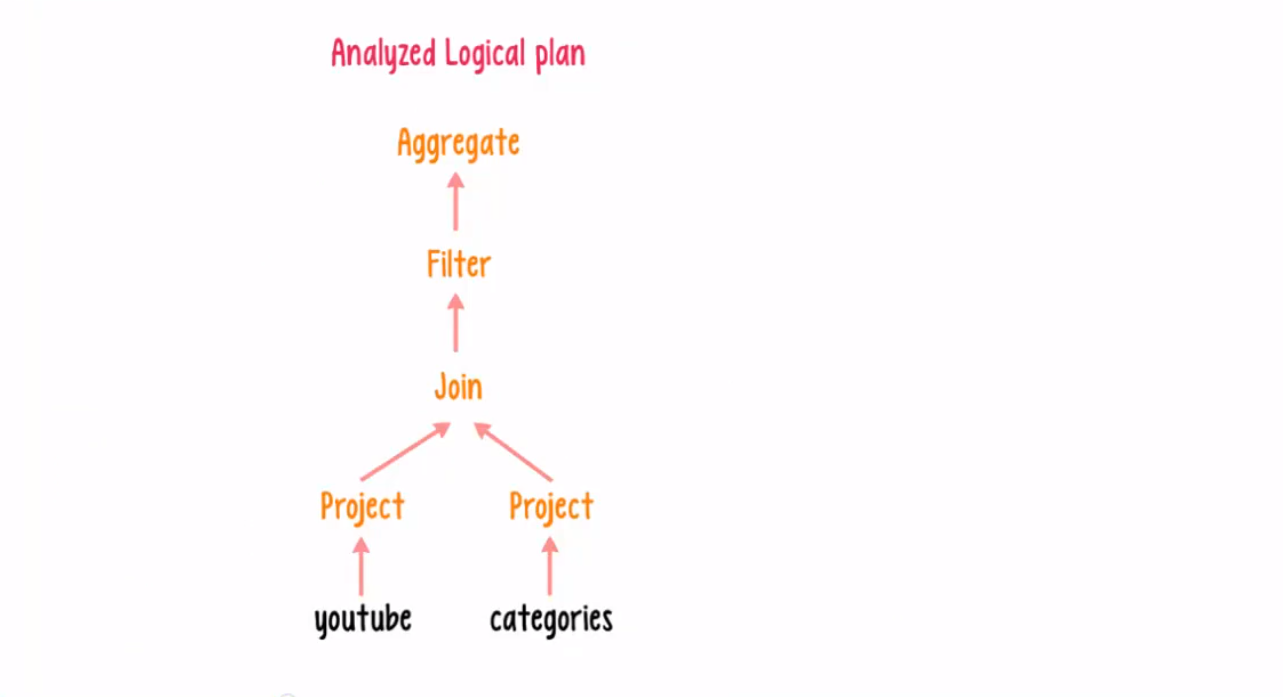 Analyzed Logical plan
Aggregate
Filter
Join
Project Project
youtube categories